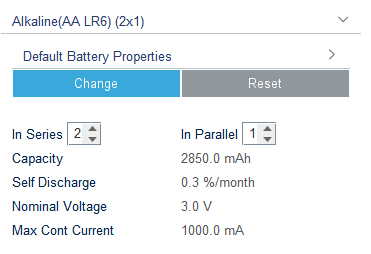 Alkaline(AA LR6) (2x1)
Default Battery Properties
Change Reset
In Series 2 In Parallel 1
Capacity 2850.0 mAh
Self Discharge 0.3 %/month
Nominal Voltage 3.0 V
Max Cont Current 1000.0 mA